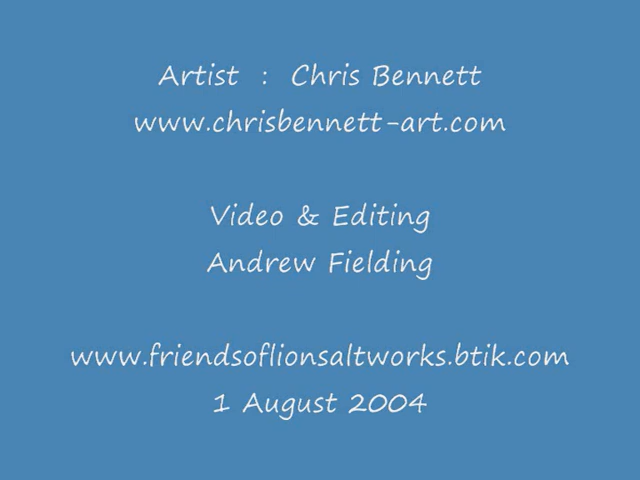 Artist : Chris Bennett
www.chrisbennett-art.com
Video & Editing
Andrew Fielding
www.friendsoflionsaltworks.btik.com
1 August 2004